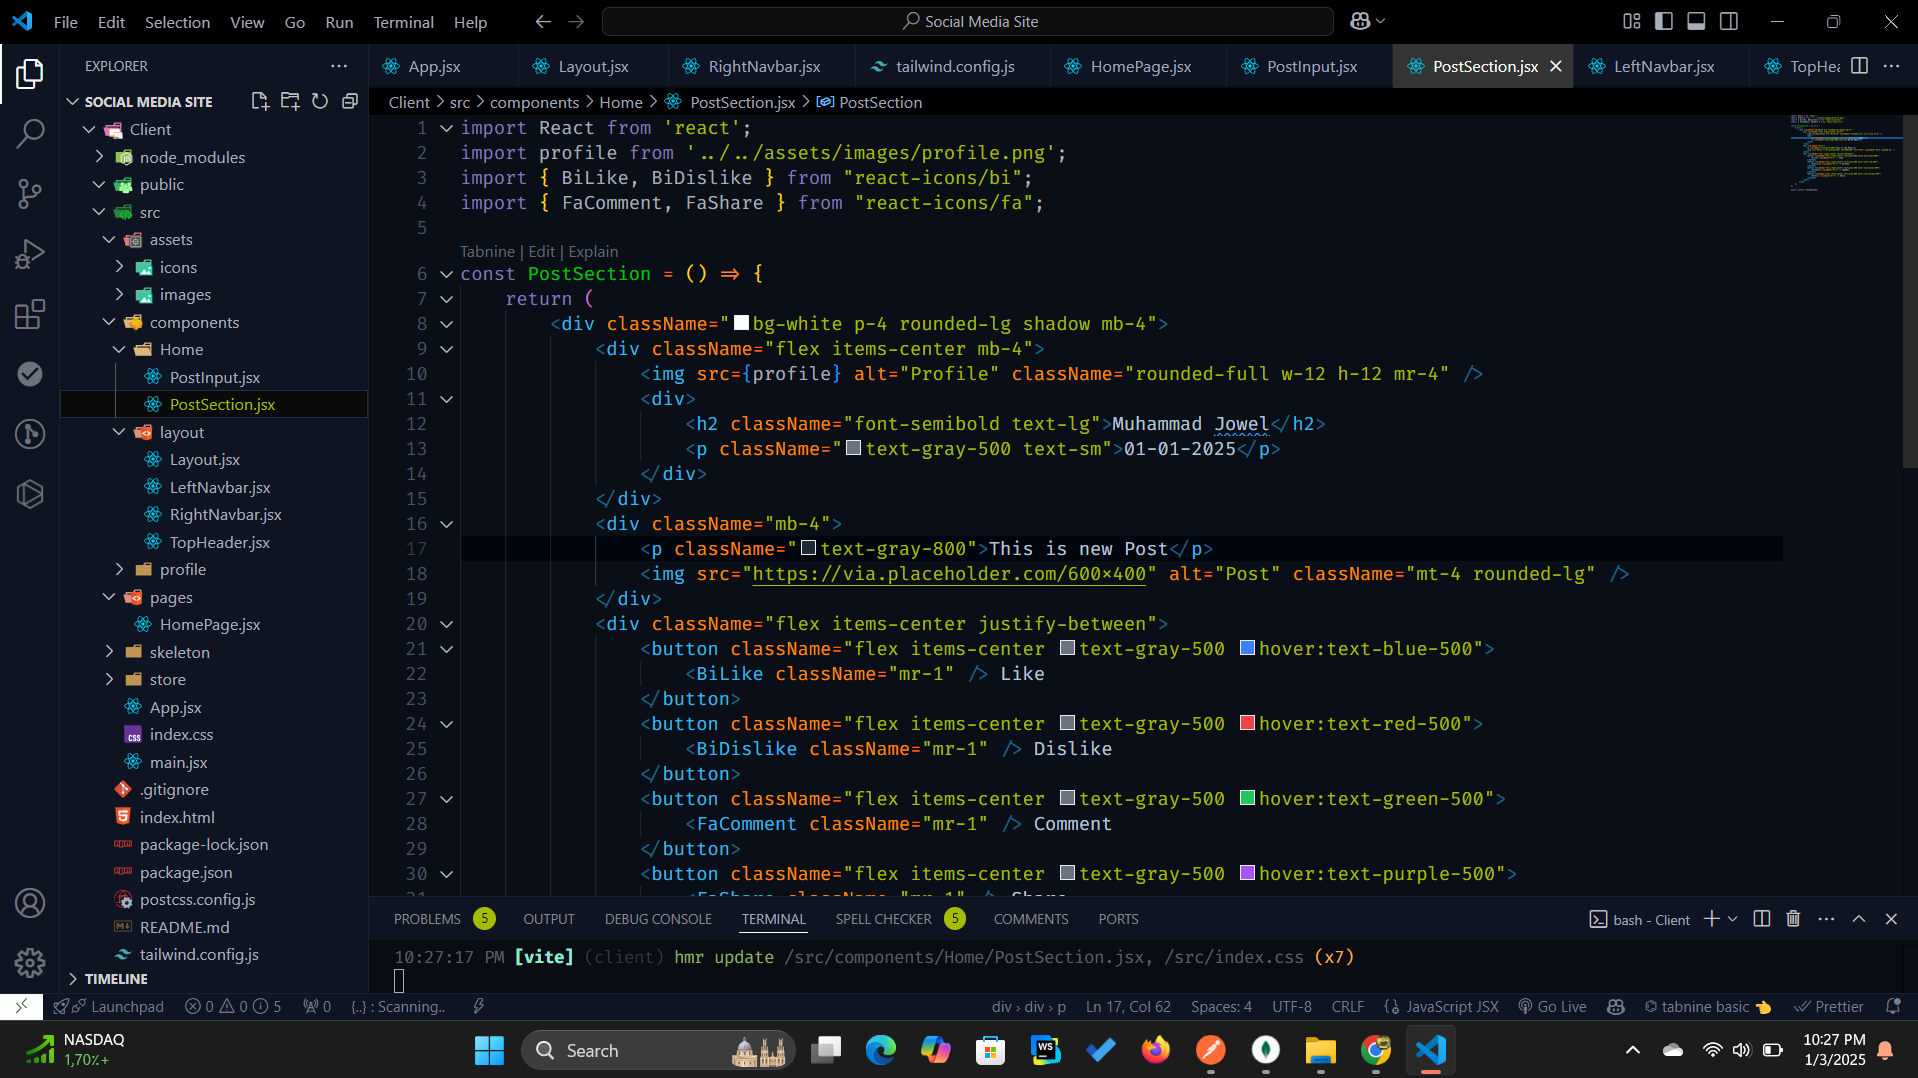 File Edit Selection View Go Run Terminal Help
Social Media Site
EXPLORER
SOCIAL MEDIA SITE
Client
node_modules
public
src
assets
icons
images
components
Home
PostInput.jsx
PostSection.jsx
layout
Layout.jsx
LeftNavbar.jsx
RightNavbar.jsx
TopHeader.jsx
profile
pages
HomePage.jsx
skeleton
store
App.jsx
index.css
main.jsx
.gitignore
index.html
package-lock.json
package.json
postcss.config.js
README.md
tailwind.config.js
TIMELINE
App.jsx Layout.jsx RightNavbar.jsx tailwind.config.js HomePage.jsx PostInput.jsx PostSection.jsx LeftNavbar.jsx TopHea
Client > src > components > Home > PostSection.jsx > PostSection
1 import React from 'react';
2 import profile from '../../assets/images/profile.png';
3 import { BiLike, BiDislike } from "react-icons/bi";
4 import { FaComment, FaShare } from "react-icons/fa";
5
Tabnine | Edit | Explain
6 const PostSection = () => {
7 return (
8 <div className="bg-white p-4 rounded-lg shadow mb-4">
9 <div className="flex items-center mb-4">
10 <img src={profile} alt="Profile" className="rounded-full w-12 h-12 mr-4" />
11 <div>
12 <h2 className="font-semibold text-lg">Muhammad Jowel</h2>
13 <p className="text-gray-500 text-sm">01-01-2025</p>
14 </div>
15 </div>
16 <div className="mb-4">
17 <p className="text-gray-800">This is new Post</p>
18 <img src="https://via.placeholder.com/600×400" alt="Post" className="mt-4 rounded-lg" />
19 </div>
20 <div className="flex items-center justify-between">
21 <button className="flex items-center text-gray-500 hover:text-blue-500">
22 <BiLike className="mr-1" /> Like
23 </button>
24 <button className="flex items-center text-gray-500 hover:text-red-500">
25 <BiDislike className="mr-1" /> Dislike
26 </button>
27 <button className="flex items-center text-gray-500 hover:text-green-500">
28 <FaComment className="mr-1" /> Comment
29 </button>
30 <button className="flex items-center text-gray-500 hover:text-purple-500">
31 <FaShare className="mr-1" /> Share
PROBLEMS 5 OUTPUT DEBUG CONSOLE TERMINAL SPELL CHECKER 5 COMMENTS PORTS bash - Client
10:27:17 PM [vite] (client) hmr update /src/components/Home/PostSection.jsx, /src/index.css (x7)
Launchpad 0 0 5 0 {..} : Scanning.. div > div > p Ln 17, Col 62 Spaces: 4 UTF-8 CRLF JavaScript JSX Go Live tabnine basic Prettier
NASDAQ
1,70%+
Search
WS
10:27 PM
1/3/2025